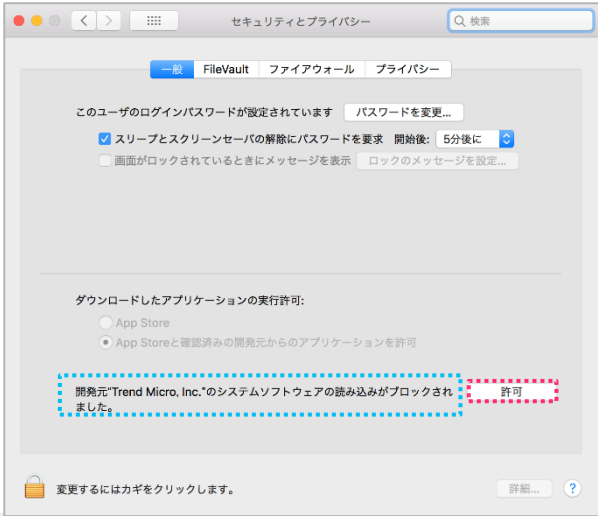 セキュリティとプライバシー
検索
一般 FileVault ファイアウォール プライバシー
このユーザのログインパスワードが設定されています パスワードを変更...
スリープとスクリーンセーバの解除にパスワードを要求 開始後: 5分後に
画面がロックされているときにメッセージを表示 ロックのメッセージを設定...
ダウンロードしたアプリケーションの実行許可:
App Store
App Storeと確認済みの開発元からのアプリケーションを許可
開発元"Trend Micro, Inc."のシステムソフトウェアの読み込みがブロックされ
ました。
許可
変更するにはカギをクリックします。
詳細... ?